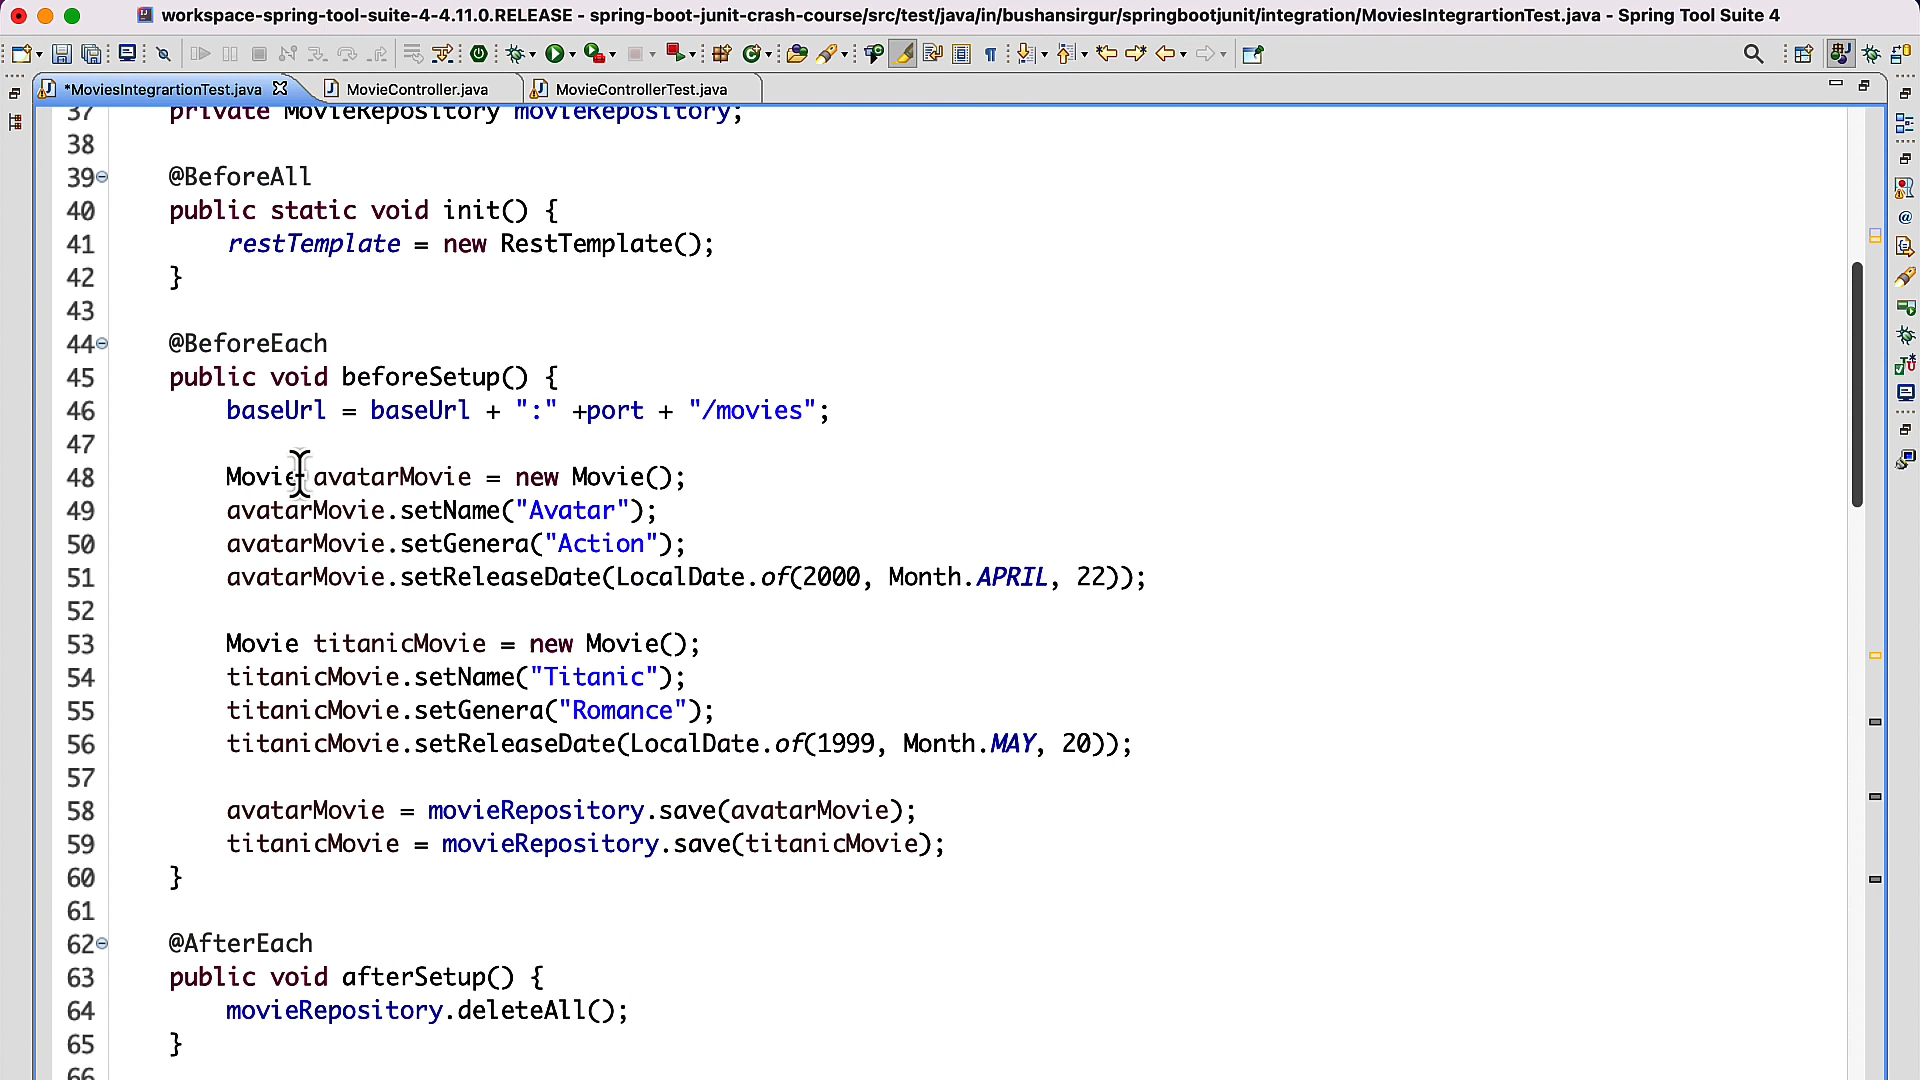 workspace-spring-tool-suite-4-4.11.0.RELEASE - spring-boot-junit-crash-course/src/test/java/in/bushansirgur/springbootjunit/integration/MoviesIntegrartionTest.java - Spring Tool Suite 4
*MoviesIntegrartionTest.java MovieController.java MovieControllerTest.java
37 private MovieRepository movieRepository;
38
39 @BeforeAll
40 public static void init() {
41 restTemplate = new RestTemplate();
42 }
43
44 @BeforeEach
45 public void beforeSetup() {
46 baseUrl = baseUrl + ":" +port + "/movies";
47
48 Movie avatarMovie = new Movie();
49 avatarMovie.setName("Avatar");
50 avatarMovie.setGenera("Action");
51 avatarMovie.setReleaseDate(LocalDate.of(2000, Month.APRIL, 22));
52
53 Movie titanicMovie = new Movie();
54 titanicMovie.setName("Titanic");
55 titanicMovie.setGenera("Romance");
56 titanicMovie.setReleaseDate(LocalDate.of(1999, Month.MAY, 20));
57
58 avatarMovie = movieRepository.save(avatarMovie);
59 titanicMovie = movieRepository.save(titanicMovie);
60 }
61
62 @AfterEach
63 public void afterSetup() {
64 movieRepository.deleteAll();
65 }
66